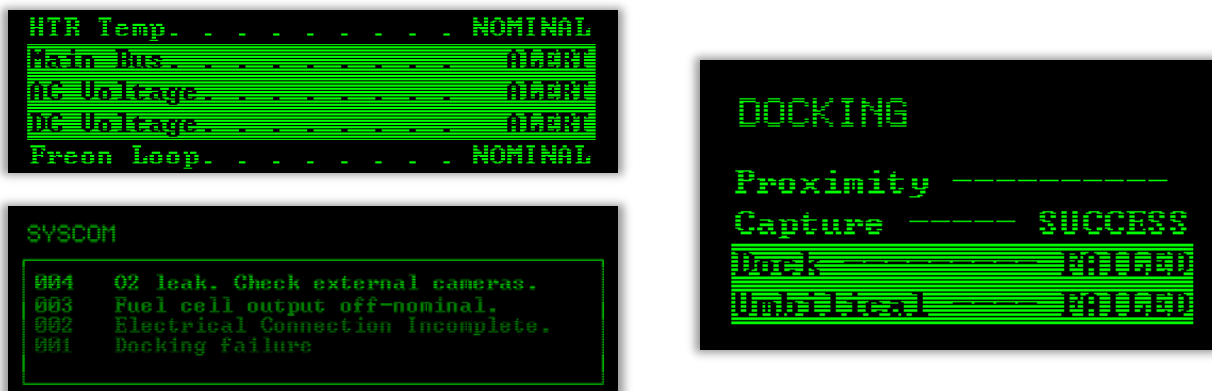 HTR Temp. . . . . . . . . NOMINAL
Main Bus. . . . . . . . . ALERT
AC Voltage. . . . . . . . ALERT
DC Voltage. . . . . . . . ALERT
Freon Loop. . . . . . . . NOMINAL
SYSCOM
004 O2 leak. Check external cameras.
003 Fuel cell output off-nominal.
002 Electrical Connection Incomplete.
001 Docking failure
DOCKING
Proximity ----------
Capture ----- SUCCESS
Dock --------- FAILED
Umbilical ---- FAILED